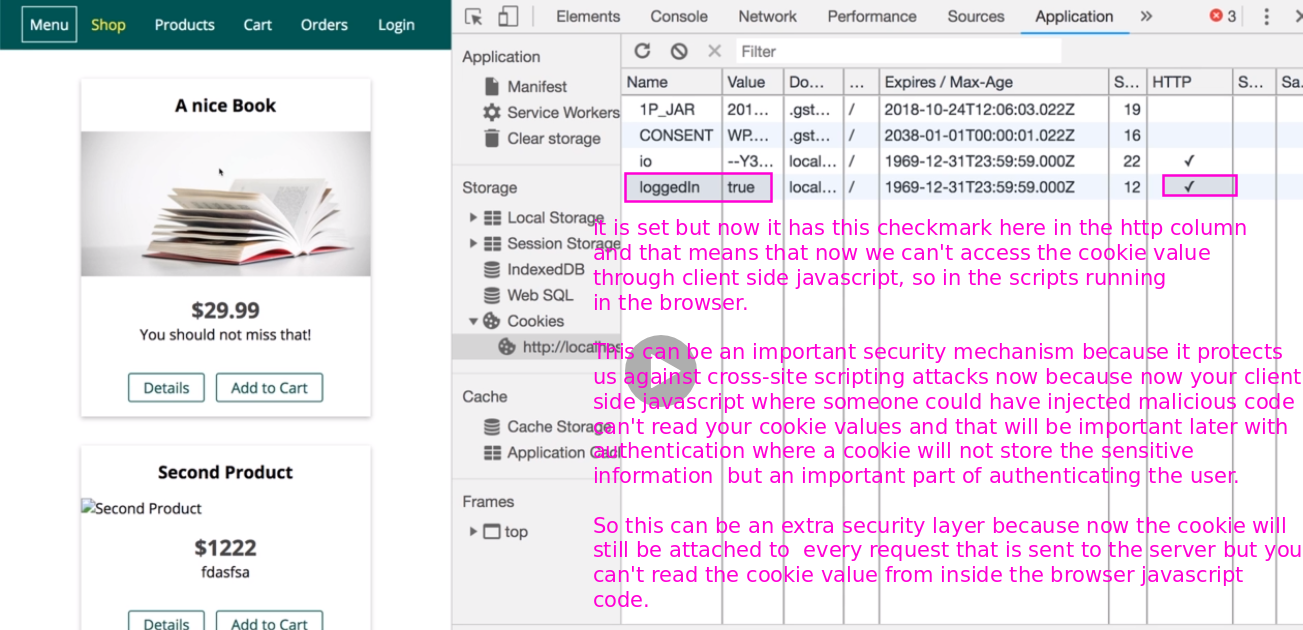 Menu Shop Products Cart Orders Login
A nice Book
$29.99
You should not miss that!
Details Add to Cart
Second Product
Second Product
$1222
fdasfsa
Details Add to Cart
Elements Console Network Performance Sources Application » 3
Application
Manifest
Service Workers
Clear storage
Storage
Local Storage
Session Storage
IndexedDB
Web SQL
Cookies
Cache
Cache Storage
Frames
top
Filter
Name Value Do... ... Expires / Max-Age S... HTTP S... Sa.
1P_JAR 201... .gst... / 2018-10-24T12:06:03.022Z 19
CONSENT WP.... .gst... / 2038-01-01T00:00:01.022Z 16
io --Y3... local... / 1969-12-31T23:59:59.000Z 22 ✓
loggedIn true local... / 1969-12-31T23:59:59.000Z 12 ✓
it is set but now it has this checkmark here in the http column
and that means that now we can't access the cookie value
through client side javascript, so in the scripts running
in the browser.
This can be an important security mechanism because it protects
us against cross-site scripting attacks now because now your client
side javascript where someone could have injected malicious code
can't read your cookie values and that will be important later with
authentication where a cookie will not store the sensitive
information but an important part of authenticating the user.
So this can be an extra security layer because now the cookie will
still be attached to every request that is sent to the server but you
can't read the cookie value from inside the browser javascript
code.